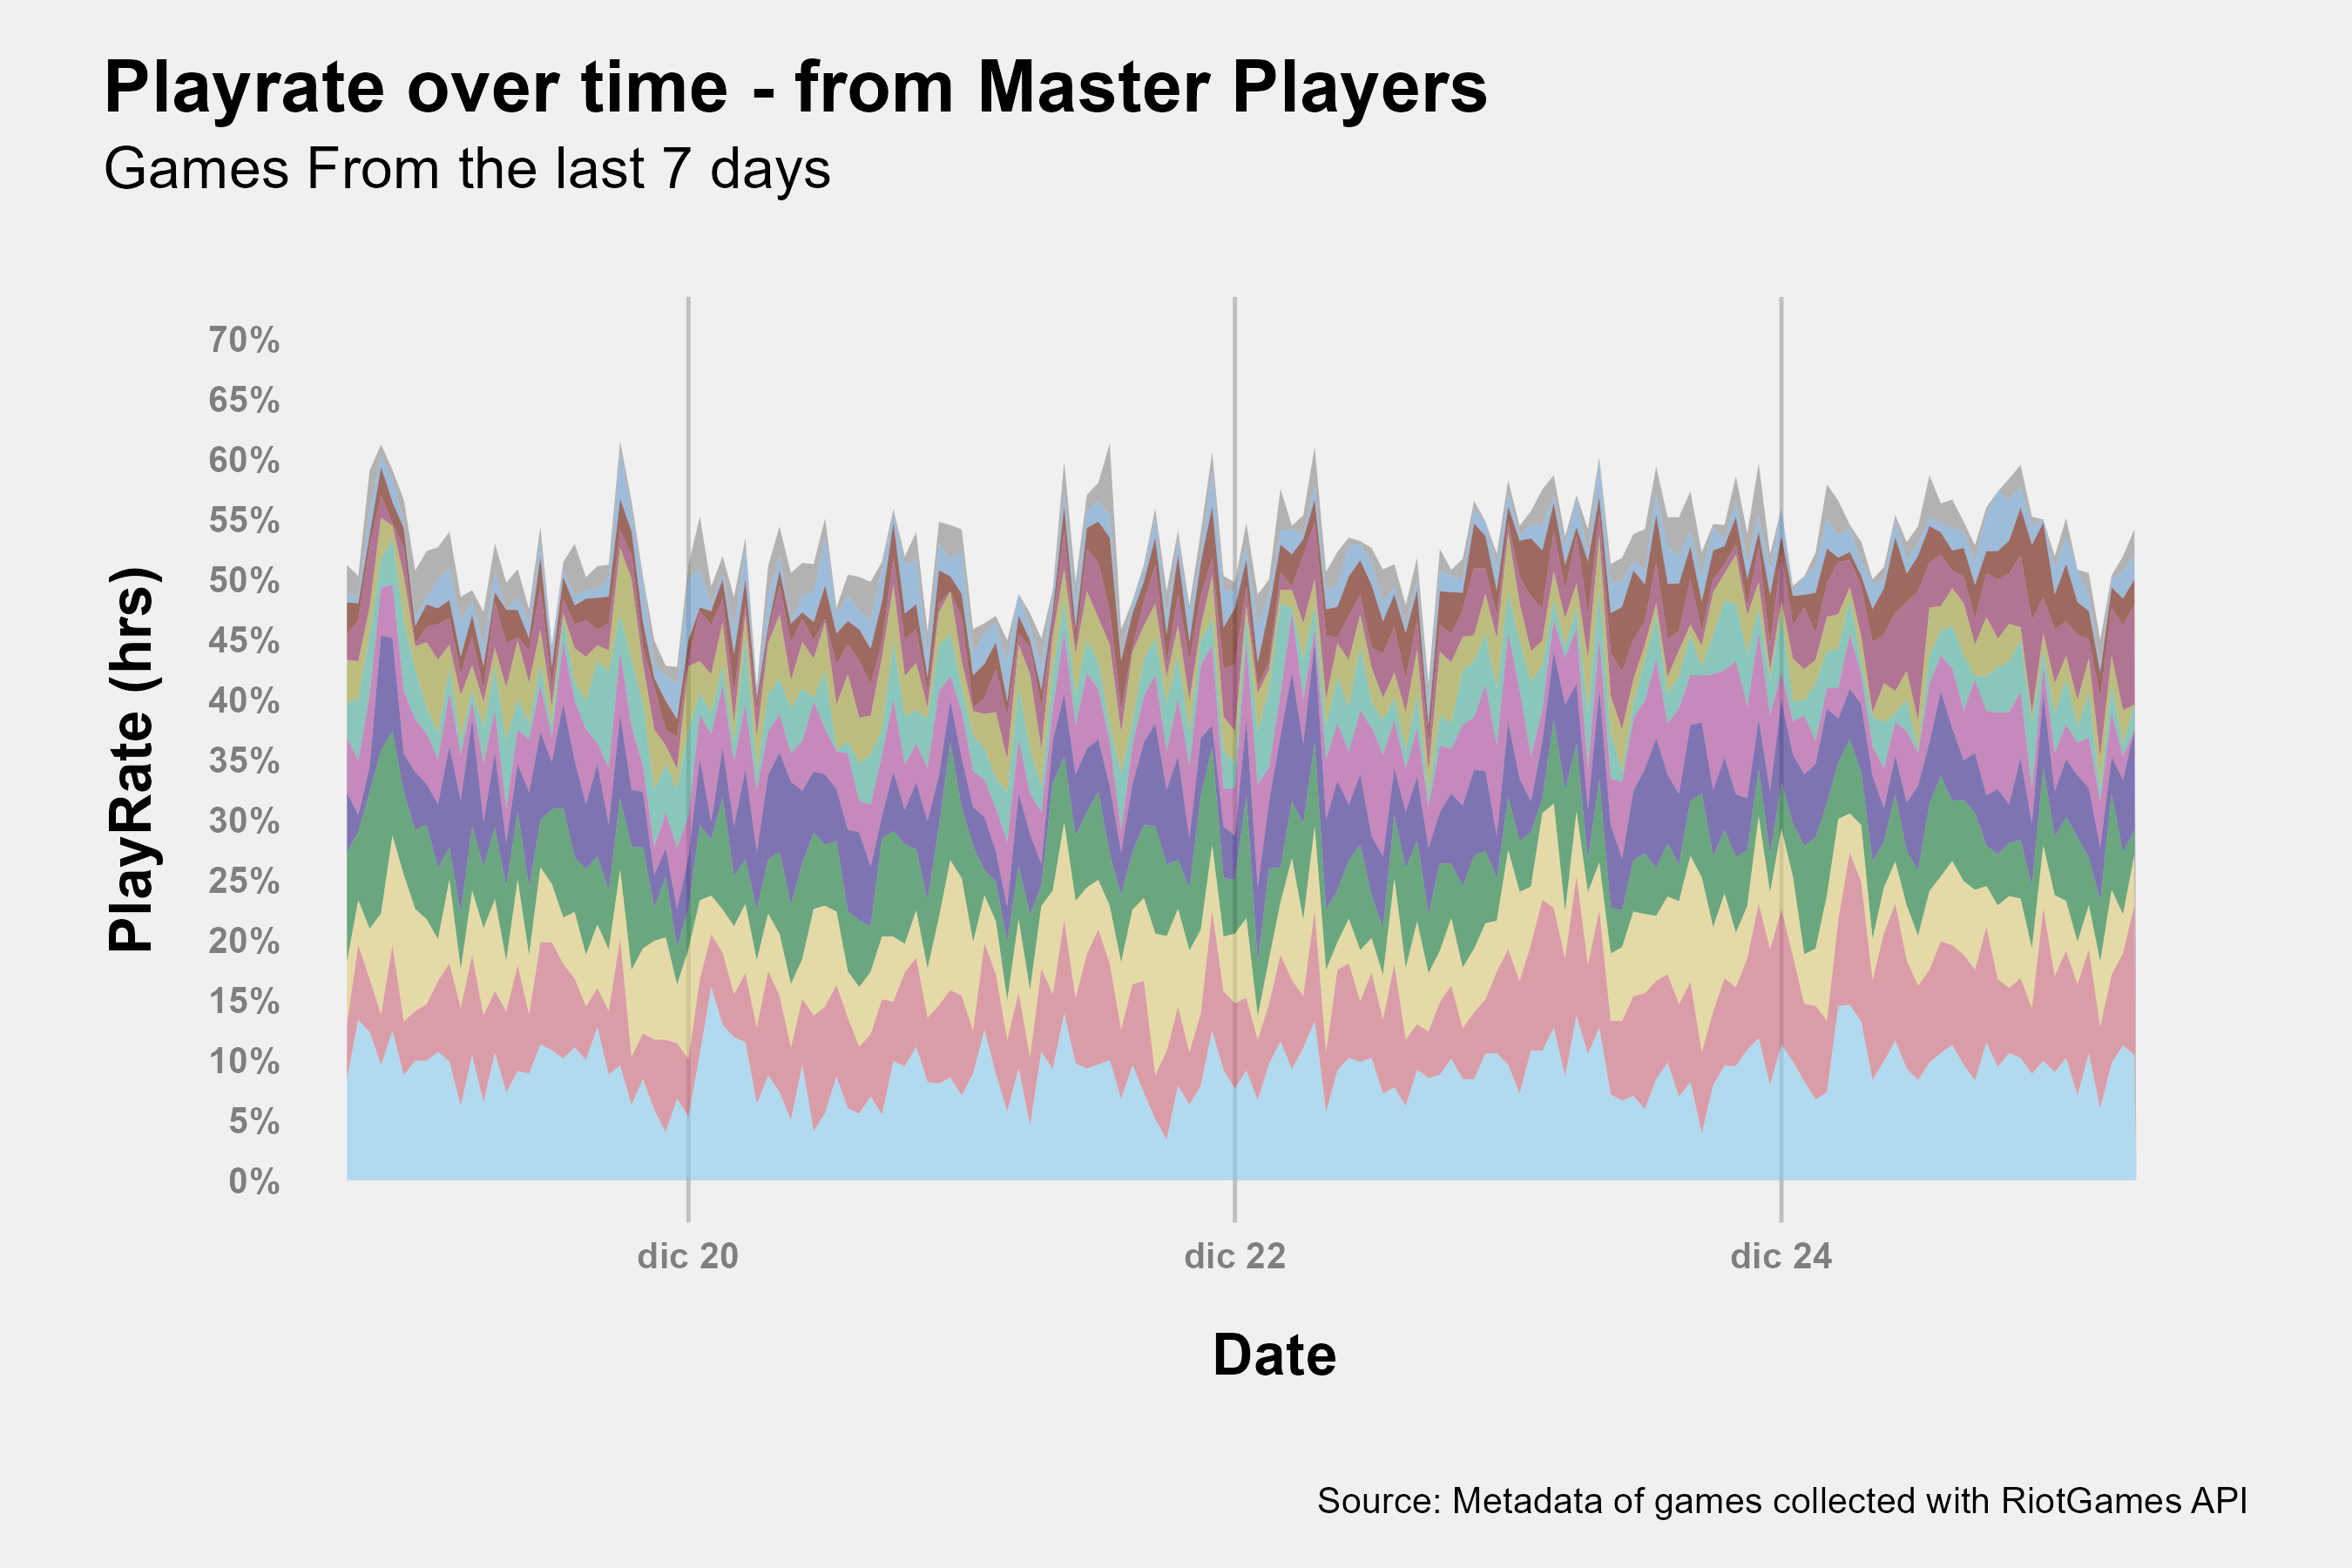 Playrate over time - from Master Players
Games From the last 7 days
PlayRate (hrs)
70%
65%
60%
55%
50%
45%
40%
35%
30%
25%
20%
15%
10%
5%
0%
dic 20
dic 22
dic 24
Date
Source: Metadata of games collected with RiotGames API